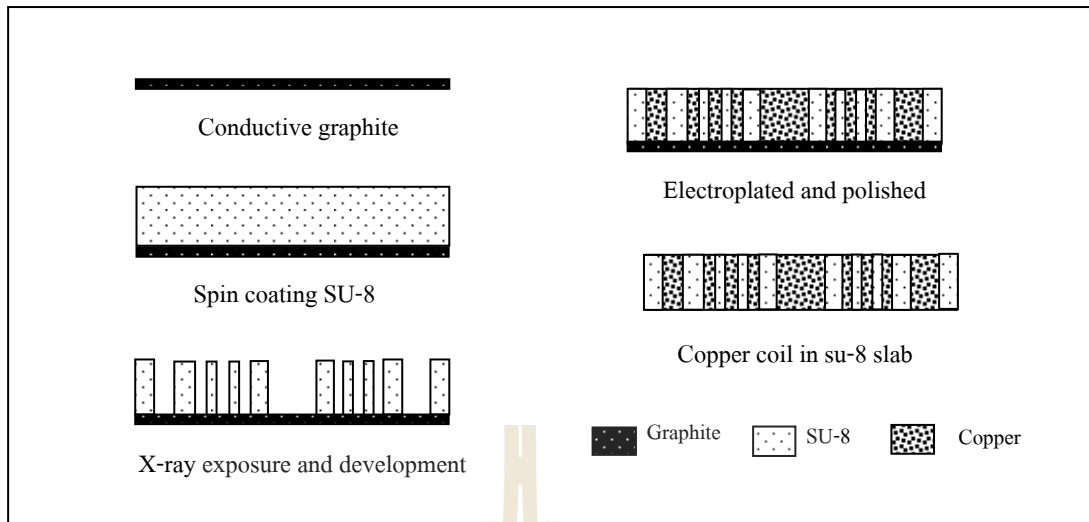 Conductive graphite
Spin coating SU-8
X-ray exposure and development
Electroplated and polished
Copper coil in su-8 slab
Graphite SU-8 Copper